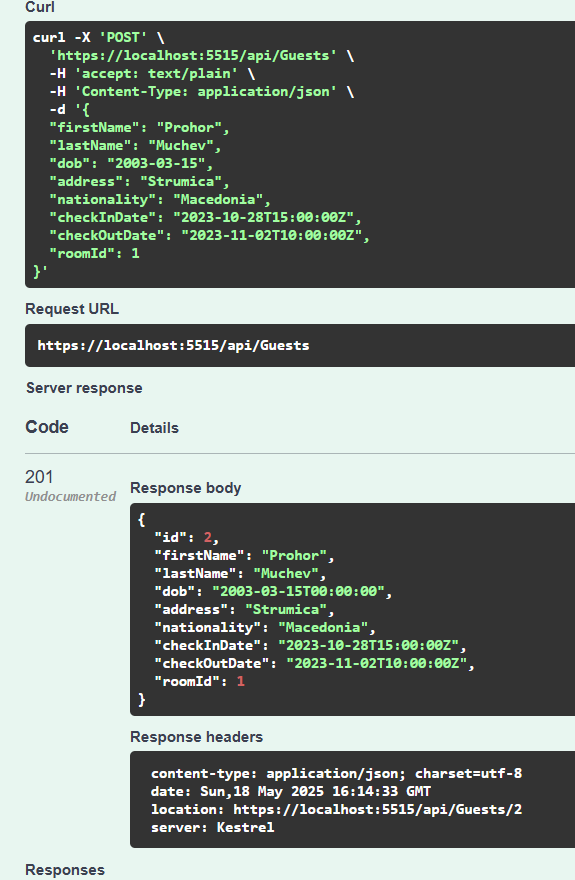 Curl
curl -X 'POST' \
  'https://localhost:5515/api/Guests' \
  -H 'accept: text/plain' \
  -H 'Content-Type: application/json' \
  -d '{
  "firstName": "Prohor",
  "lastName": "Muchev",
  "dob": "2003-03-15",
  "address": "Strumica",
  "nationality": "Macedonia",
  "checkInDate": "2023-10-28T15:00:00Z",
  "checkOutDate": "2023-11-02T10:00:00Z",
  "roomId": 1
}'
Request URL
https://localhost:5515/api/Guests
Server response
Code Details
201
Undocumented
Response body
{
  "id": 2,
  "firstName": "Prohor",
  "lastName": "Muchev",
  "dob": "2003-03-15T00:00:00",
  "address": "Strumica",
  "nationality": "Macedonia",
  "checkInDate": "2023-10-28T15:00:00Z",
  "checkOutDate": "2023-11-02T10:00:00Z",
  "roomId": 1
}
Response headers
content-type: application/json; charset=utf-8
date: Sun,18 May 2025 16:14:33 GMT
location: https://localhost:5515/api/Guests/2
server: Kestrel
Responses